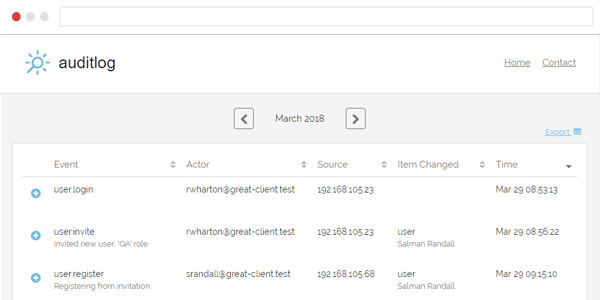 auditlog
Home Contact
March 2018
Export
Event Actor Source Item Changed Time
user.login rwharton@great-client.test 192.168.105.23 Mar 29 08:53:13
user.invite rwharton@great-client.test 192.168.105.23 user Mar 29 08:56:22
Invited new user, 'QA' role Salman Randall
user.register srandall@great-client.test 192.168.105.68 user Mar 29 09:15:10
Registering from invitation Salman Randall